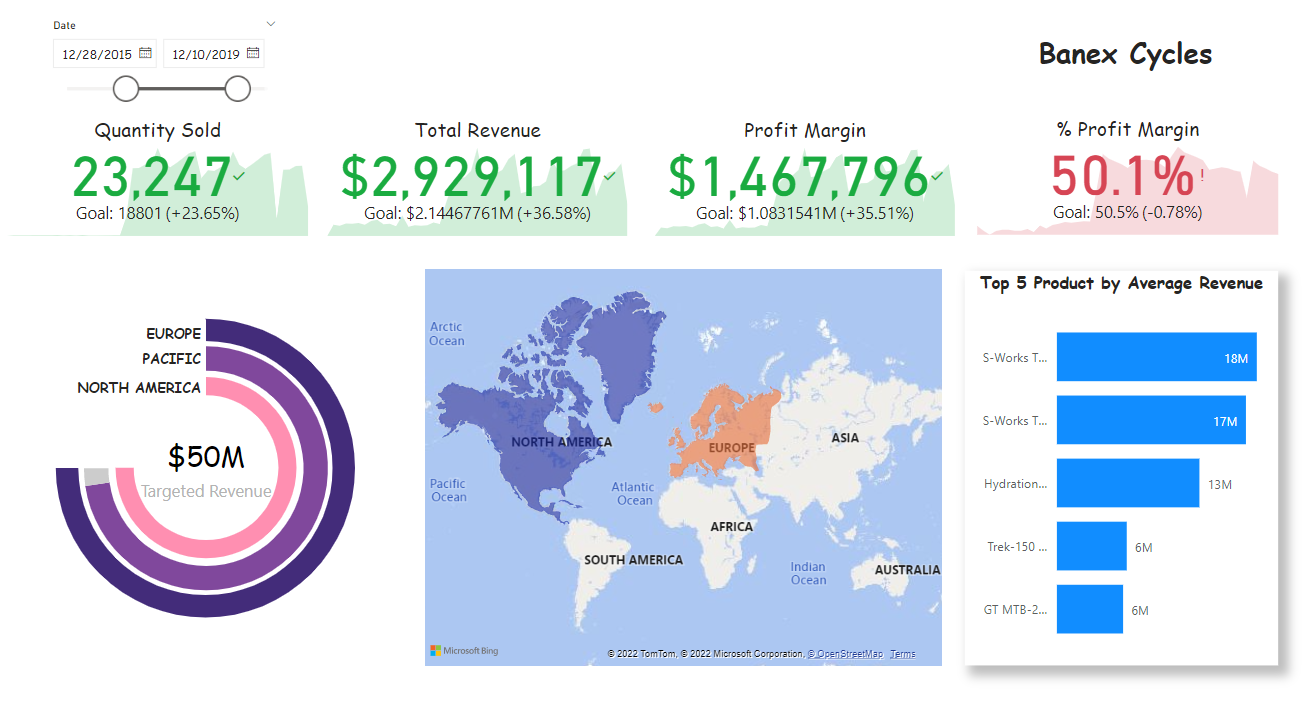 Date
12/28/2015
12/10/2019
Banex Cycles
Quantity Sold
23,247
Goal: 18801 (+23.65%)
Total Revenue
$2,929,117
Goal: $2.14467761M (+36.58%)
Profit Margin
$1,467,796
Goal: $1.0831541M (+35.51%)
% Profit Margin
50.1%!
Goal: 50.5% (-0.78%)
EUROPE
PACIFIC
NORTH AMERICA
$50M
Targeted Revenue
Arctic
Ocean
NORTH AMERICA
EUROPE
ASIA
Pacific
Ocean
Atlantic
Ocean
AFRICA
SOUTH AMERICA
Indian
Ocean
AUSTRALIA
Microsoft Bing
© 2022 TomTom, © 2022 Microsoft Corporation, © OpenStreetMap Terms
Top 5 Product by Average Revenue
S-Works T... 18M
S-Works T... 17M
Hydration... 13M
Trek-150 ... 6M
GT MTB-2... 6M